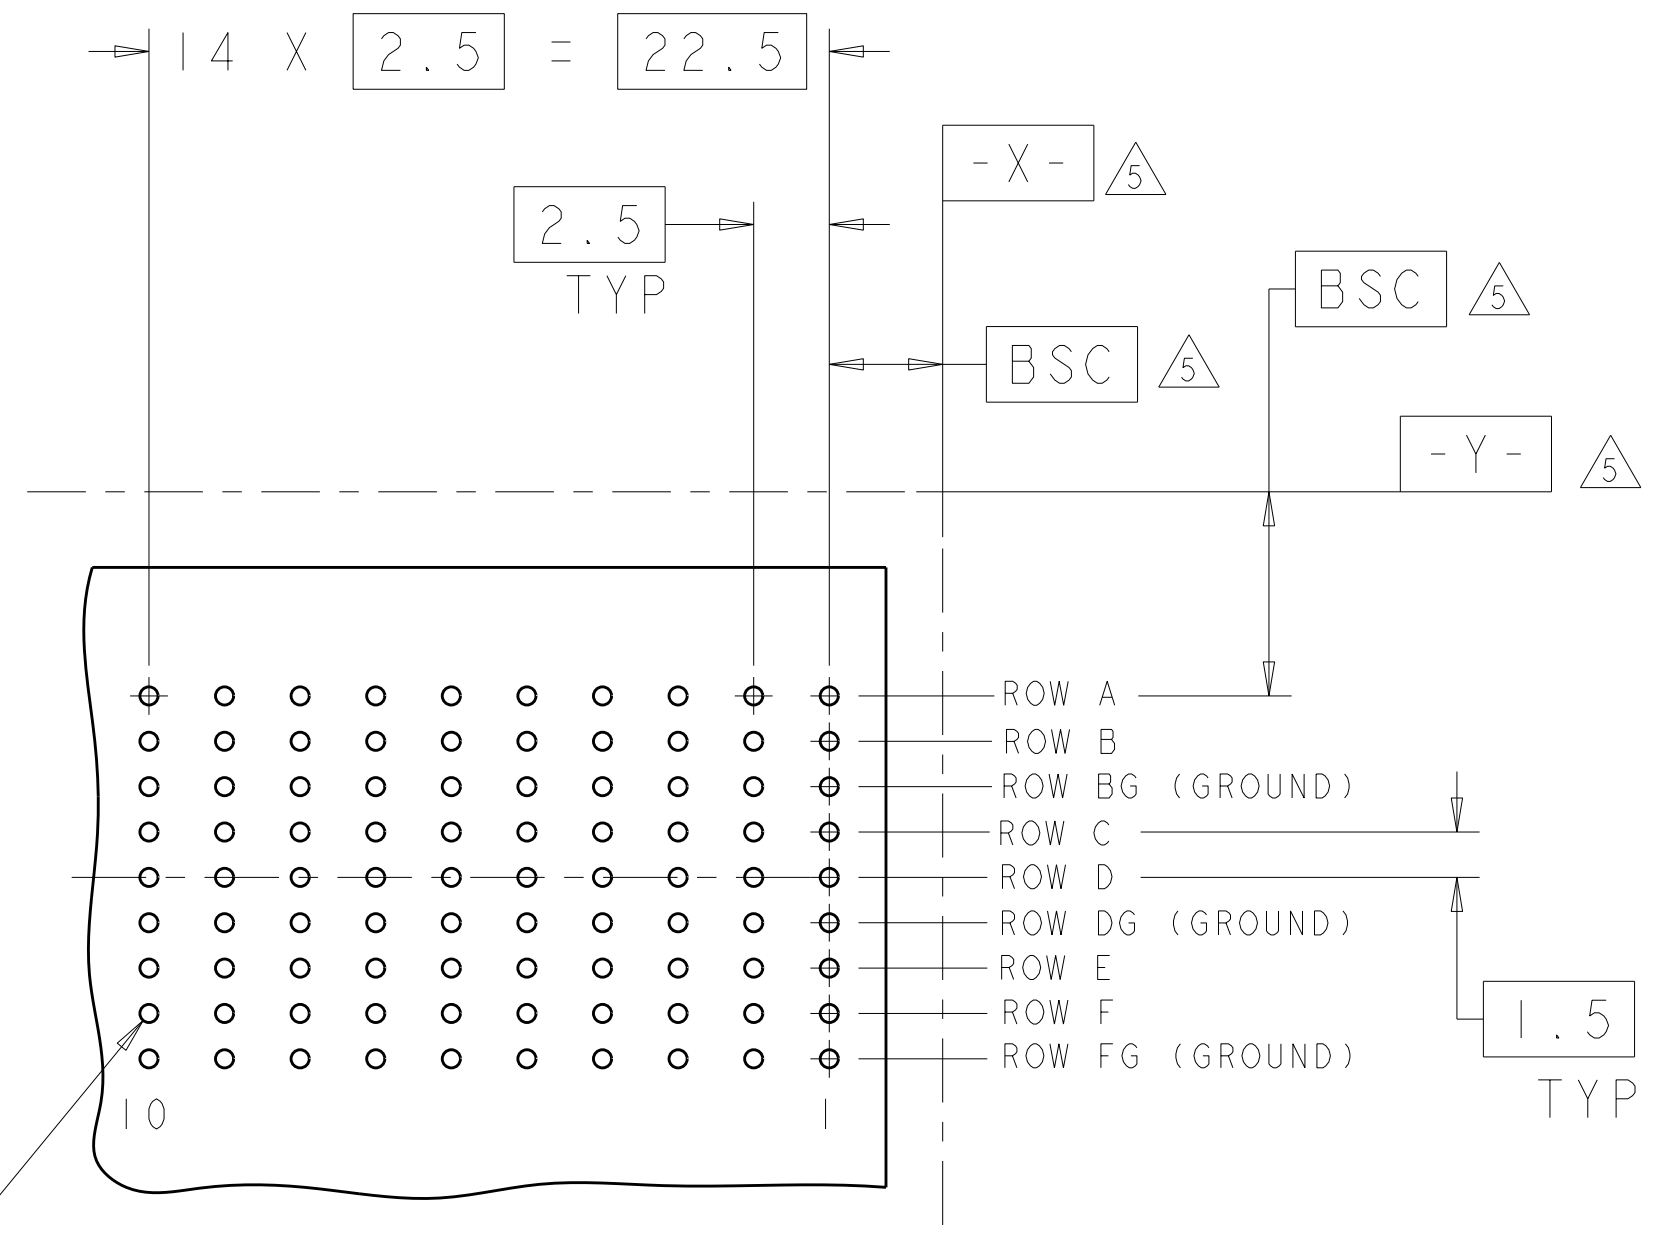 14 X 2.5 = 22.5
-X- 5
2.5
TYP
BSC 5
BSC 5
-Y- 5
ROW A
ROW B
ROW BG (GROUND)
ROW C
ROW D
ROW DG (GROUND)
ROW E
ROW F
1.5
TYP
ROW FG (GROUND)
10 1